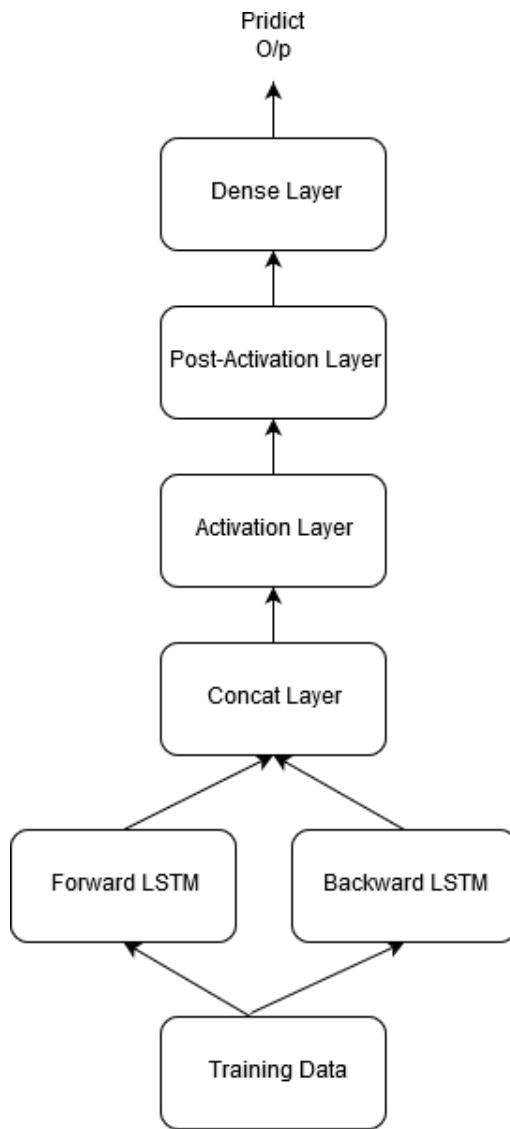 Pridict
O/p
Dense Layer
Post-Activation Layer
Activation Layer
Concat Layer
Forward LSTM
Backward LSTM
Training Data